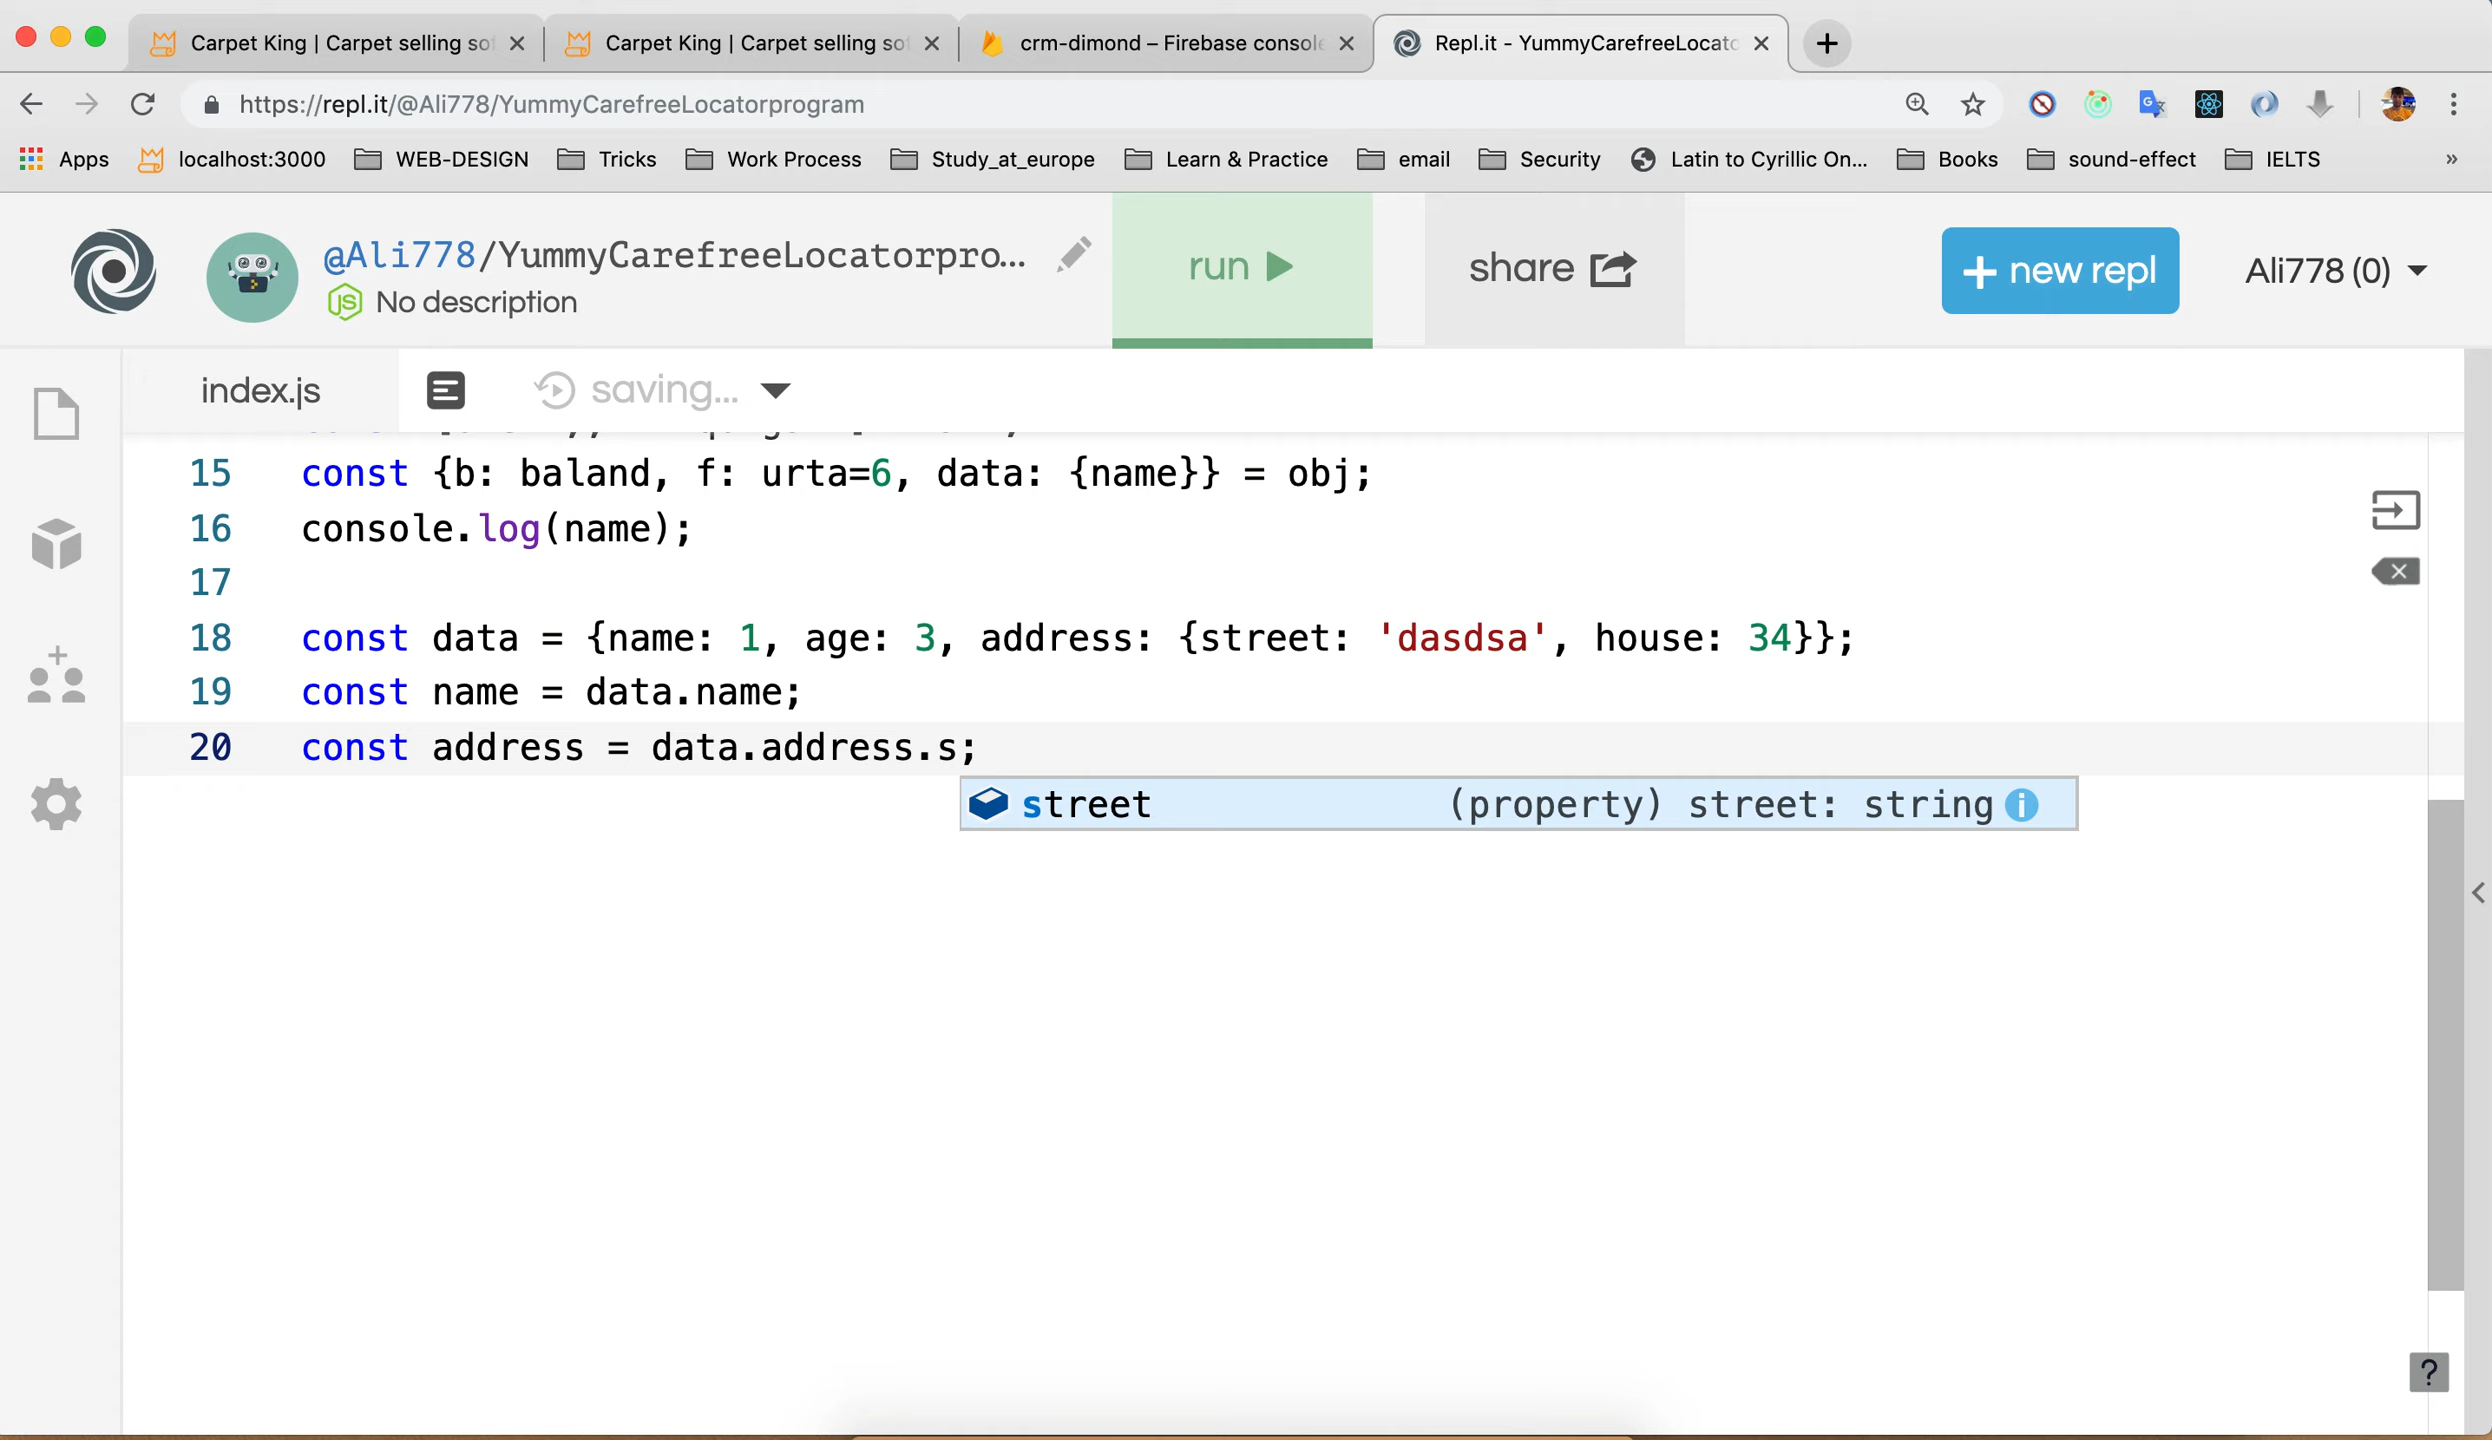 Carpet King | Carpet selling so
Carpet King | Carpet selling so
crm-dimond – Firebase console
Repl.it - YummyCarefreeLocato
https://repl.it/@Ali778/YummyCarefreeLocatorprogram
Apps localhost:3000 WEB-DESIGN Tricks Work Process Study_at_europe Learn & Practice email Security Latin to Cyrillic On... Books sound-effect IELTS »
@Ali778/YummyCarefreeLocatorpro...
JS No description
run
share
+ new repl
Ali778 (0)
index.js
saving...
15 const {b: baland, f: urta=6, data: {name}} = obj;
16 console.log(name);
17
18 const data = {name: 1, age: 3, address: {street: 'dasdsa', house: 34}};
19 const name = data.name;
20 const address = data.address.s;
street (property) street: string
?